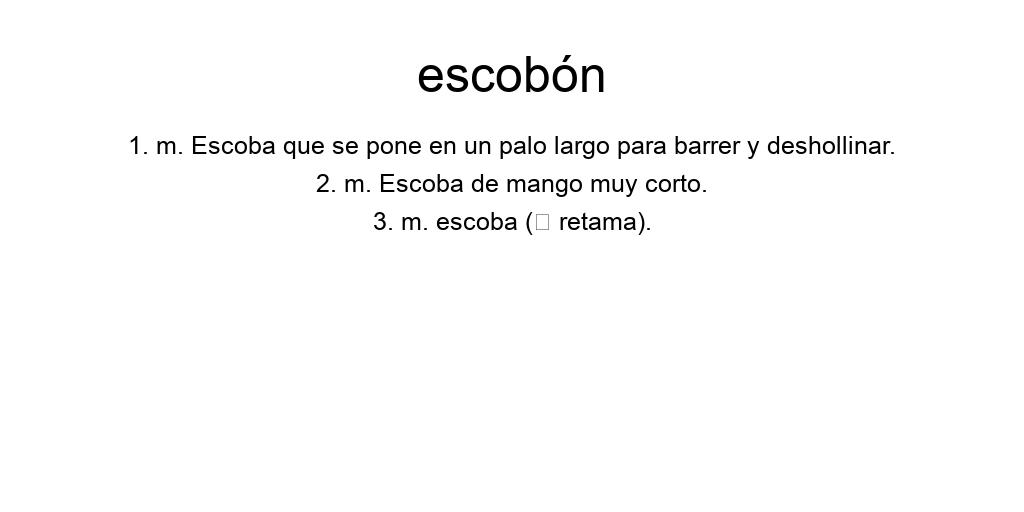 escobón
1. m. Escoba que se pone en un palo largo para barrer y deshollinar.
2. m. Escoba de mango muy corto.
3. m. escoba (□ retama).